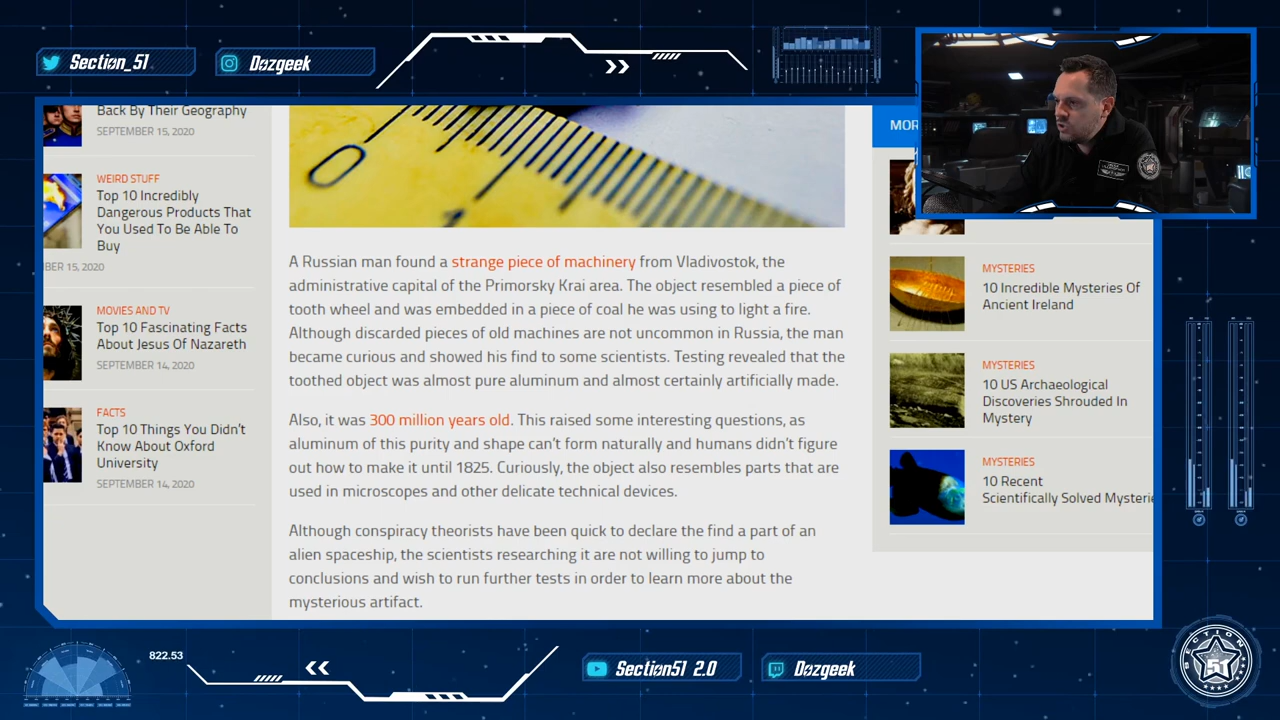 Section_51
Dazgeek
Back By Their Geography
SEPTEMBER 15, 2020
WEIRD STUFF
Top 10 Incredibly
Dangerous Products That
You Used To Be Able To
Buy
BER 15, 2020
MOVIES AND TV
Top 10 Fascinating Facts
About Jesus Of Nazareth
SEPTEMBER 14, 2020
FACTS
Top 10 Things You Didn't
Know About Oxford
University
SEPTEMBER 14, 2020
0
1
A Russian man found a strange piece of machinery from Vladivostok, the
administrative capital of the Primorsky Krai area. The object resembled a piece of
tooth wheel and was embedded in a piece of coal he was using to light a fire.
Although discarded pieces of old machines are not uncommon in Russia, the man
became curious and showed his find to some scientists. Testing revealed that the
toothed object was almost pure aluminum and almost certainly artificially made.
Also, it was 300 million years old. This raised some interesting questions, as
aluminum of this purity and shape can't form naturally and humans didn't figure
out how to make it until 1825. Curiously, the object also resembles parts that are
used in microscopes and other delicate technical devices.
Although conspiracy theorists have been quick to declare the find a part of an
alien spaceship, the scientists researching it are not willing to jump to
conclusions and wish to run further tests in order to learn more about the
mysterious artifact.
MOR
MYSTERIES
10 Incredible Mysteries Of
Ancient Ireland
MYSTERIES
10 US Archaeological
Discoveries Shrouded In
Mystery
MYSTERIES
10 Recent
Scientifically Solved Mysterie
822.53
Section51 2.0
Dazgeek
SECTION
51